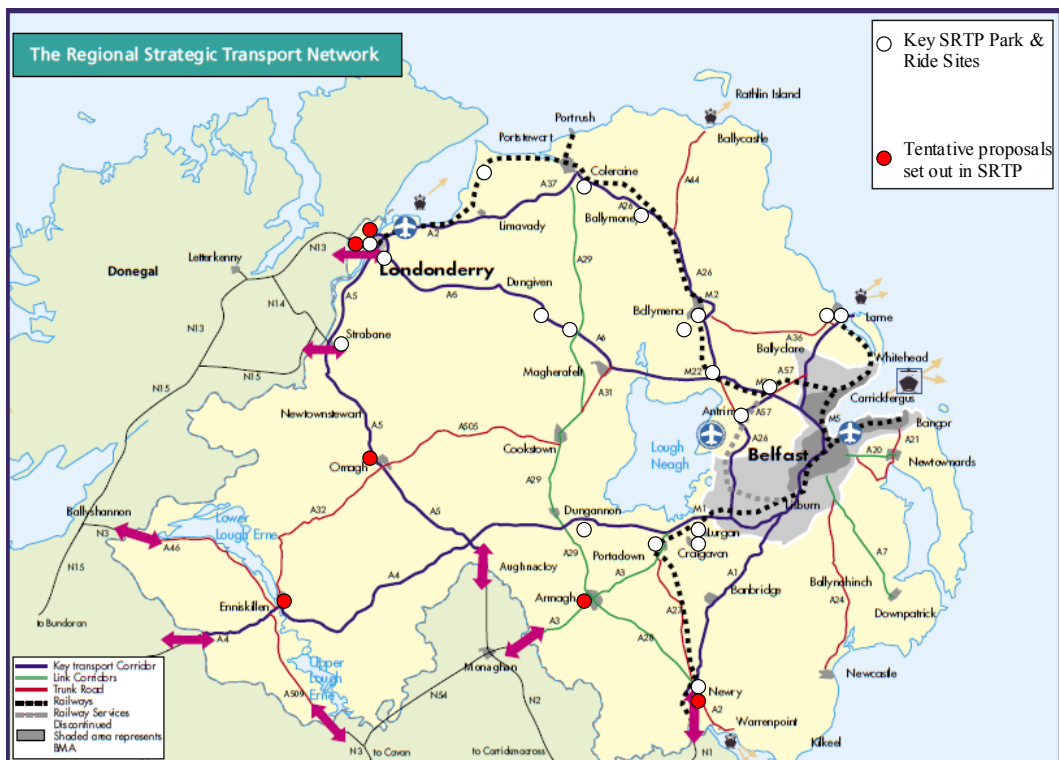 The Regional Strategic Transport Network
Key SRTP Park &
Ride Sites
Tentative proposals
set out in SRTP
Rathlin Island
Portrush
Portstewart
Ballycastle
Coleraine
A37
A44
A26
Ballymoney
Limavady
A2
A29
N13
Letterkenny
Donegal
Londonderry
Dungiven
A26
A5
A6
N14
M2
Ballymena
Larne
N13
Strabane
A6
A36
Ballyclare
Whitehead
N15
Magherafelt
M22
A57
N15
A31
Carrickfergus
Newtownstewart
Antrim
A57
M5
Bangor
A5
A505
A26
A21
Lough
Neagh
Belfast
A20
Cookstown
Newtownards
Omagh
A29
Ballyshannon
Lower
Lough Erne
A32
A5
Dungannon
M1
Lisburn
N3
A46
Lurgan
N15
Portadown
Craigavon
A7
A29
Aughnacloy
A3
A1
A4
Ballynahinch
Banbridge
Enniskillen
Armagh
A27
A24
Downpatrick
to Bundoran
A3
A28
A4
Monaghan
Upper
Lough
Erne
Newcastle
A509
N54
Newry
N2
A2
Warrenpoint
Kilkeel
N3
to Cavan
to Carrickmacross
N1
Key transport Corridor
Link Corridors
Trunk Road
Railways
Railway Services
Discontinued
Shaded area represents
BMA